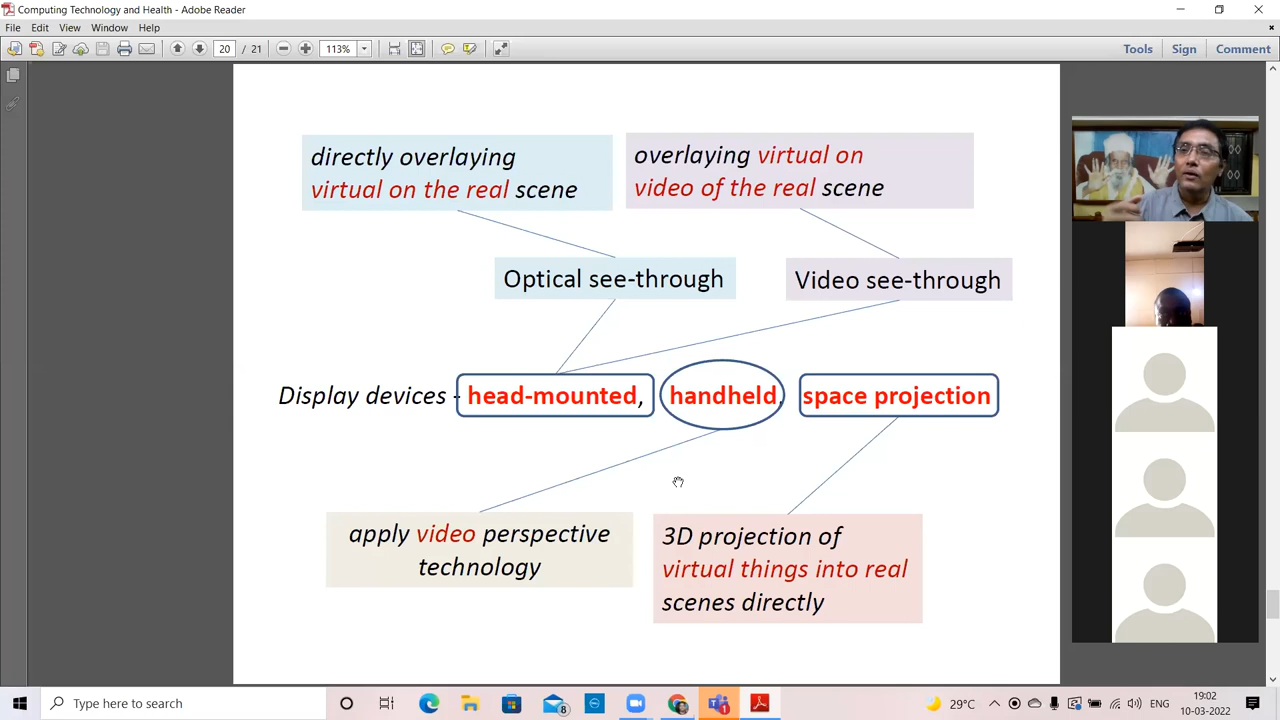 Computing Technology and Health - Adobe Reader
File Edit View Window Help
20 / 21 113% Tools Sign Comment
directly overlaying
virtual on the real scene
overlaying virtual on
video of the real scene
Optical see-through
Video see-through
Display devices - head-mounted, handheld, space projection
apply video perspective
technology
3D projection of
virtual things into real
scenes directly
Type here to search
8
1
29°C
ENG
19:02
10-03-2022